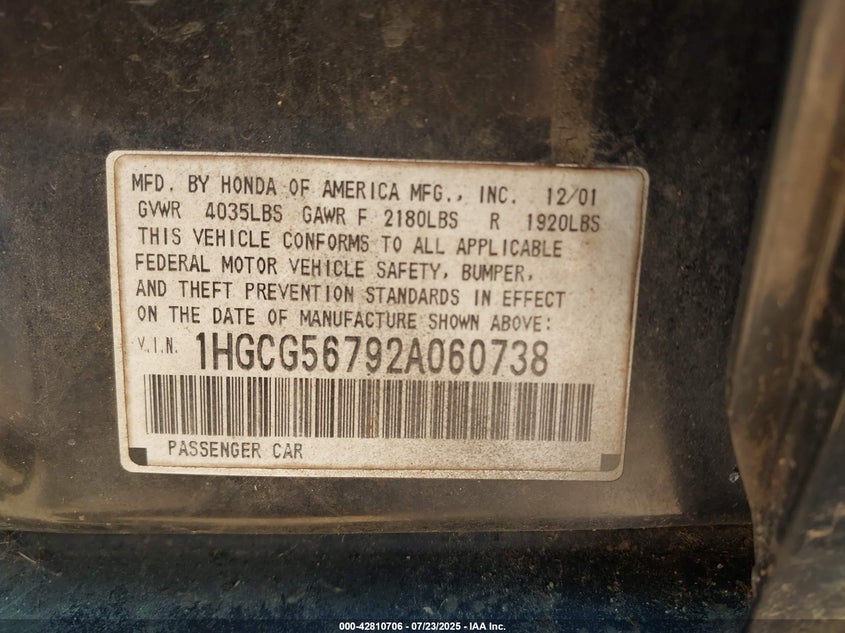 MFD. BY HONDA OF AMERICA MFG., INC. 12/01
GVWR 4035LBS GAWR F 2180LBS R 1920LBS
THIS VEHICLE CONFORMS TO ALL APPLICABLE
FEDERAL MOTOR VEHICLE SAFETY, BUMPER,
AND THEFT PREVENTION STANDARDS IN EFFECT
ON THE DATE OF MANUFACTURE SHOWN ABOVE:
V.I.N. 1HGCG56792A060738
PASSENGER CAR
000-42810706 - 07/23/2025 - IAA Inc.